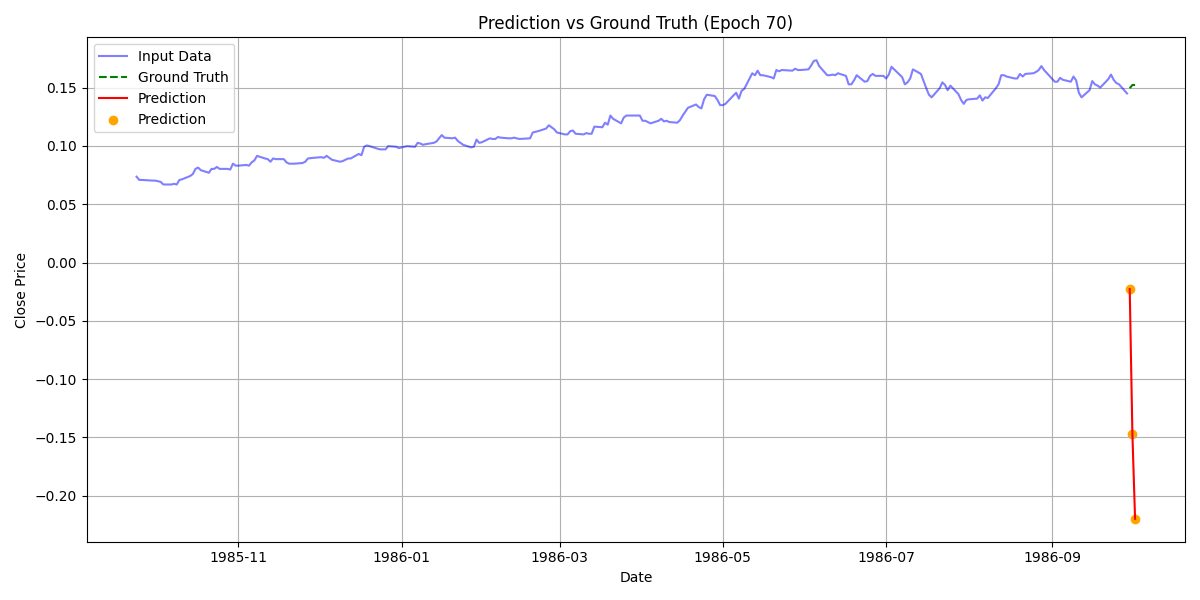 Prediction vs Ground Truth (Epoch 70)
Input Data
Ground Truth
Prediction
Prediction
Close Price
0.15
0.10
0.05
0.00
−0.05
−0.10
−0.15
−0.20
1985-11
1986-01
1986-03
1986-05
1986-07
1986-09
Date